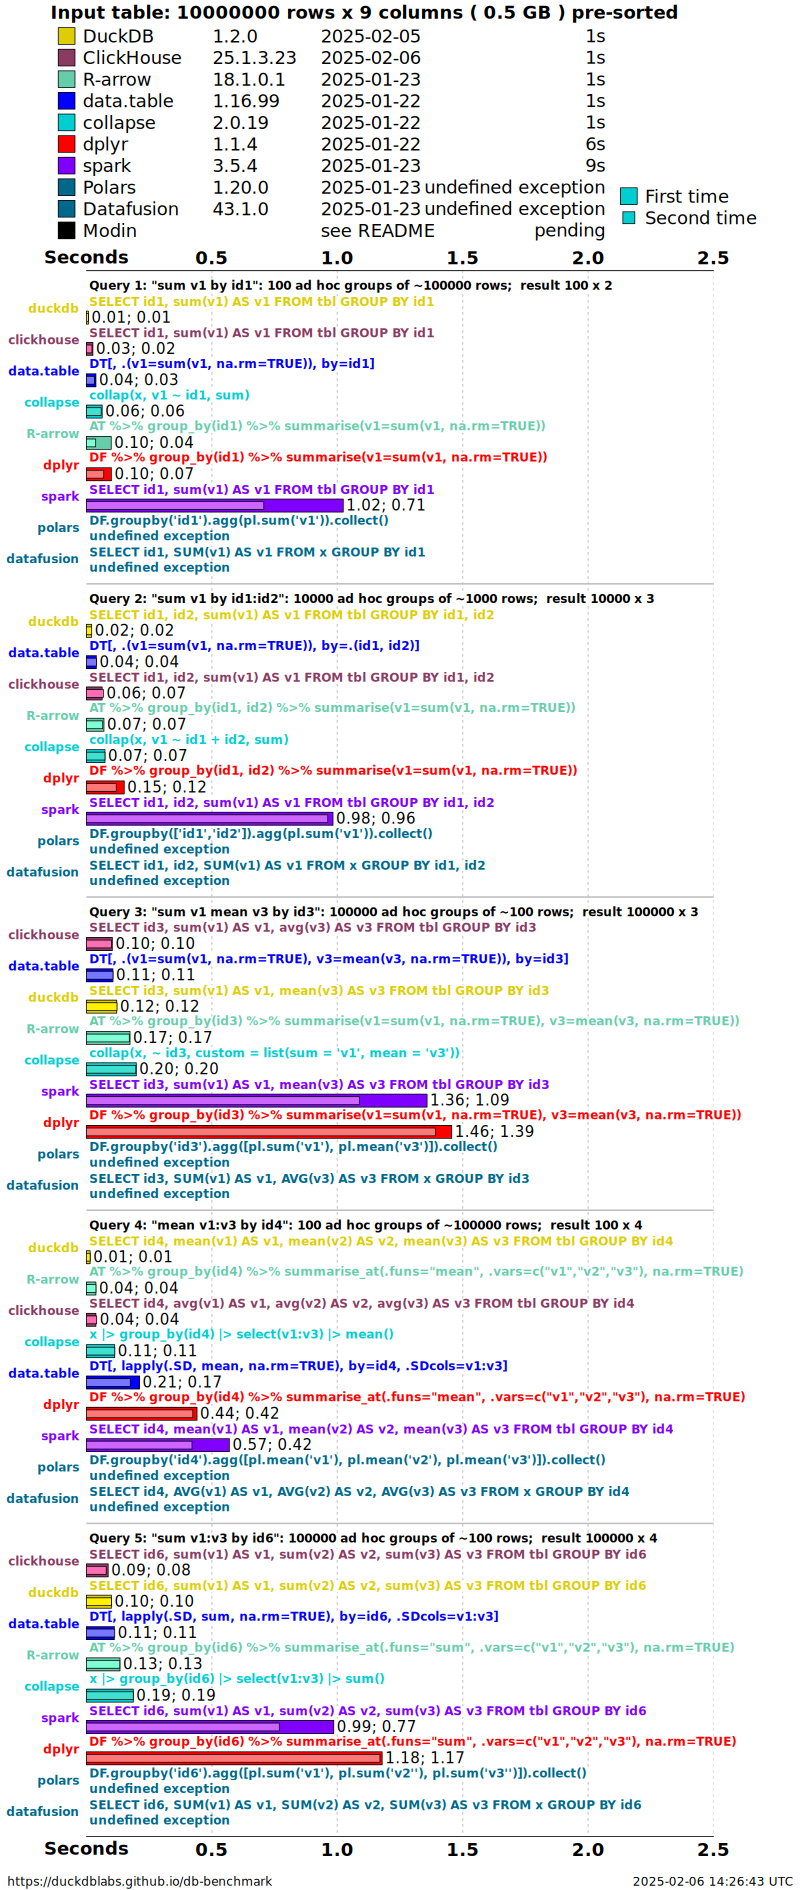 Input table: 10000000 rows x 9 columns ( 0.5 GB ) pre-sorted
DuckDB 1.2.0 2025-02-05 1s
ClickHouse 25.1.3.23 2025-02-06 1s
R-arrow 18.1.0.1 2025-01-23 1s
data.table 1.16.99 2025-01-22 1s
collapse 2.0.19 2025-01-22 1s
dplyr 1.1.4 2025-01-22 6s
spark 3.5.4 2025-01-23 9s
Polars 1.20.0 2025-01-23 undefined exception
Datafusion 43.1.0 2025-01-23 undefined exception
Modin see README pending
First time
Second time
Seconds 0.5 1.0 1.5 2.0 2.5
Query 1: "sum v1 by id1": 100 ad hoc groups of ~100000 rows;  result 100 x 2
duckdb SELECT id1, sum(v1) AS v1 FROM tbl GROUP BY id1
0.01; 0.01
clickhouse SELECT id1, sum(v1) AS v1 FROM tbl GROUP BY id1
0.03; 0.02
data.table DT[, .(v1=sum(v1, na.rm=TRUE)), by=id1]
0.04; 0.03
collapse collap(x, v1 ~ id1, sum)
0.06; 0.06
R-arrow AT %>% group_by(id1) %>% summarise(v1=sum(v1, na.rm=TRUE))
0.10; 0.04
dplyr DF %>% group_by(id1) %>% summarise(v1=sum(v1, na.rm=TRUE))
0.10; 0.07
spark SELECT id1, sum(v1) AS v1 FROM tbl GROUP BY id1
1.02; 0.71
polars DF.groupby('id1').agg(pl.sum('v1')).collect()
undefined exception
datafusion SELECT id1, SUM(v1) AS v1 FROM x GROUP BY id1
undefined exception
Query 2: "sum v1 by id1:id2": 10000 ad hoc groups of ~1000 rows;  result 10000 x 3
duckdb SELECT id1, id2, sum(v1) AS v1 FROM tbl GROUP BY id1, id2
0.02; 0.02
data.table DT[, .(v1=sum(v1, na.rm=TRUE)), by=.(id1, id2)]
0.04; 0.04
clickhouse SELECT id1, id2, sum(v1) AS v1 FROM tbl GROUP BY id1, id2
0.06; 0.07
R-arrow AT %>% group_by(id1, id2) %>% summarise(v1=sum(v1, na.rm=TRUE))
0.07; 0.07
collapse collap(x, v1 ~ id1 + id2, sum)
0.07; 0.07
dplyr DF %>% group_by(id1, id2) %>% summarise(v1=sum(v1, na.rm=TRUE))
0.15; 0.12
spark SELECT id1, id2, sum(v1) AS v1 FROM tbl GROUP BY id1, id2
0.98; 0.96
polars DF.groupby(['id1','id2']).agg(pl.sum('v1')).collect()
undefined exception
datafusion SELECT id1, id2, SUM(v1) AS v1 FROM x GROUP BY id1, id2
undefined exception
Query 3: "sum v1 mean v3 by id3": 100000 ad hoc groups of ~100 rows;  result 100000 x 3
clickhouse SELECT id3, sum(v1) AS v1, avg(v3) AS v3 FROM tbl GROUP BY id3
0.10; 0.10
data.table DT[, .(v1=sum(v1, na.rm=TRUE), v3=mean(v3, na.rm=TRUE)), by=id3]
0.11; 0.11
duckdb SELECT id3, sum(v1) AS v1, mean(v3) AS v3 FROM tbl GROUP BY id3
0.12; 0.12
R-arrow AT %>% group_by(id3) %>% summarise(v1=sum(v1, na.rm=TRUE), v3=mean(v3, na.rm=TRUE))
0.17; 0.17
collapse collap(x, ~ id3, custom = list(sum = 'v1', mean = 'v3'))
0.20; 0.20
spark SELECT id3, sum(v1) AS v1, mean(v3) AS v3 FROM tbl GROUP BY id3
1.36; 1.09
dplyr DF %>% group_by(id3) %>% summarise(v1=sum(v1, na.rm=TRUE), v3=mean(v3, na.rm=TRUE))
1.46; 1.39
polars DF.groupby('id3').agg([pl.sum('v1'), pl.mean('v3')]).collect()
undefined exception
datafusion SELECT id3, SUM(v1) AS v1, AVG(v3) AS v3 FROM x GROUP BY id3
undefined exception
Query 4: "mean v1:v3 by id4": 100 ad hoc groups of ~100000 rows;  result 100 x 4
duckdb SELECT id4, mean(v1) AS v1, mean(v2) AS v2, mean(v3) AS v3 FROM tbl GROUP BY id4
0.01; 0.01
R-arrow AT %>% group_by(id4) %>% summarise_at(.funs="mean", .vars=c("v1","v2","v3"), na.rm=TRUE)
0.04; 0.04
clickhouse SELECT id4, avg(v1) AS v1, avg(v2) AS v2, avg(v3) AS v3 FROM tbl GROUP BY id4
0.04; 0.04
collapse x |> group_by(id4) |> select(v1:v3) |> mean()
0.11; 0.11
data.table DT[, lapply(.SD, mean, na.rm=TRUE), by=id4, .SDcols=v1:v3]
0.21; 0.17
dplyr DF %>% group_by(id4) %>% summarise_at(.funs="mean", .vars=c("v1","v2","v3"), na.rm=TRUE)
0.44; 0.42
spark SELECT id4, mean(v1) AS v1, mean(v2) AS v2, mean(v3) AS v3 FROM tbl GROUP BY id4
0.57; 0.42
polars DF.groupby('id4').agg([pl.mean('v1'), pl.mean('v2'), pl.mean('v3')]).collect()
undefined exception
datafusion SELECT id4, AVG(v1) AS v1, AVG(v2) AS v2, AVG(v3) AS v3 FROM x GROUP BY id4
undefined exception
Query 5: "sum v1:v3 by id6": 100000 ad hoc groups of ~100 rows;  result 100000 x 4
clickhouse SELECT id6, sum(v1) AS v1, sum(v2) AS v2, sum(v3) AS v3 FROM tbl GROUP BY id6
0.09; 0.08
duckdb SELECT id6, sum(v1) AS v1, sum(v2) AS v2, sum(v3) AS v3 FROM tbl GROUP BY id6
0.10; 0.10
data.table DT[, lapply(.SD, sum, na.rm=TRUE), by=id6, .SDcols=v1:v3]
0.11; 0.11
R-arrow AT %>% group_by(id6) %>% summarise_at(.funs="sum", .vars=c("v1","v2","v3"), na.rm=TRUE)
0.13; 0.13
collapse x |> group_by(id6) |> select(v1:v3) |> sum()
0.19; 0.19
spark SELECT id6, sum(v1) AS v1, sum(v2) AS v2, sum(v3) AS v3 FROM tbl GROUP BY id6
0.99; 0.77
dplyr DF %>% group_by(id6) %>% summarise_at(.funs="sum", .vars=c("v1","v2","v3"), na.rm=TRUE)
1.18; 1.17
polars DF.groupby('id6').agg([pl.sum('v1'), pl.sum('v2''), pl.sum('v3'')]).collect()
undefined exception
datafusion SELECT id6, SUM(v1) AS v1, SUM(v2) AS v2, SUM(v3) AS v3 FROM x GROUP BY id6
undefined exception
Seconds 0.5 1.0 1.5 2.0 2.5
https://duckdblabs.github.io/db-benchmark 2025-02-06 14:26:43 UTC